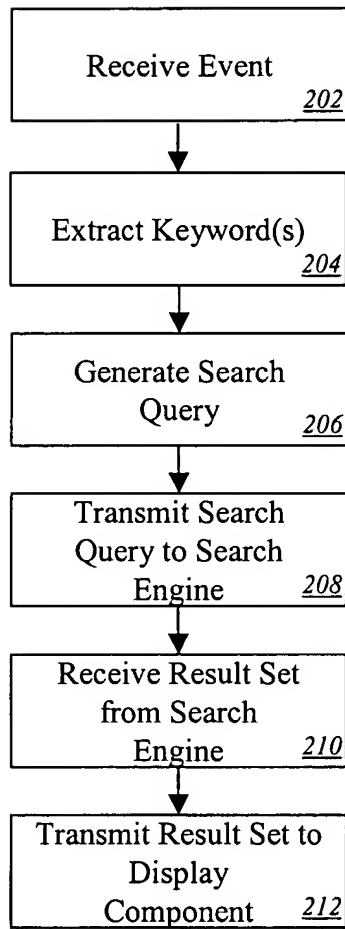 Receive Event
202
Extract Keyword(s)
204
Generate Search
Query
206
Transmit Search
Query to Search
Engine
208
Receive Result Set
from Search
Engine
210
Transmit Result Set to
Display
Component
212